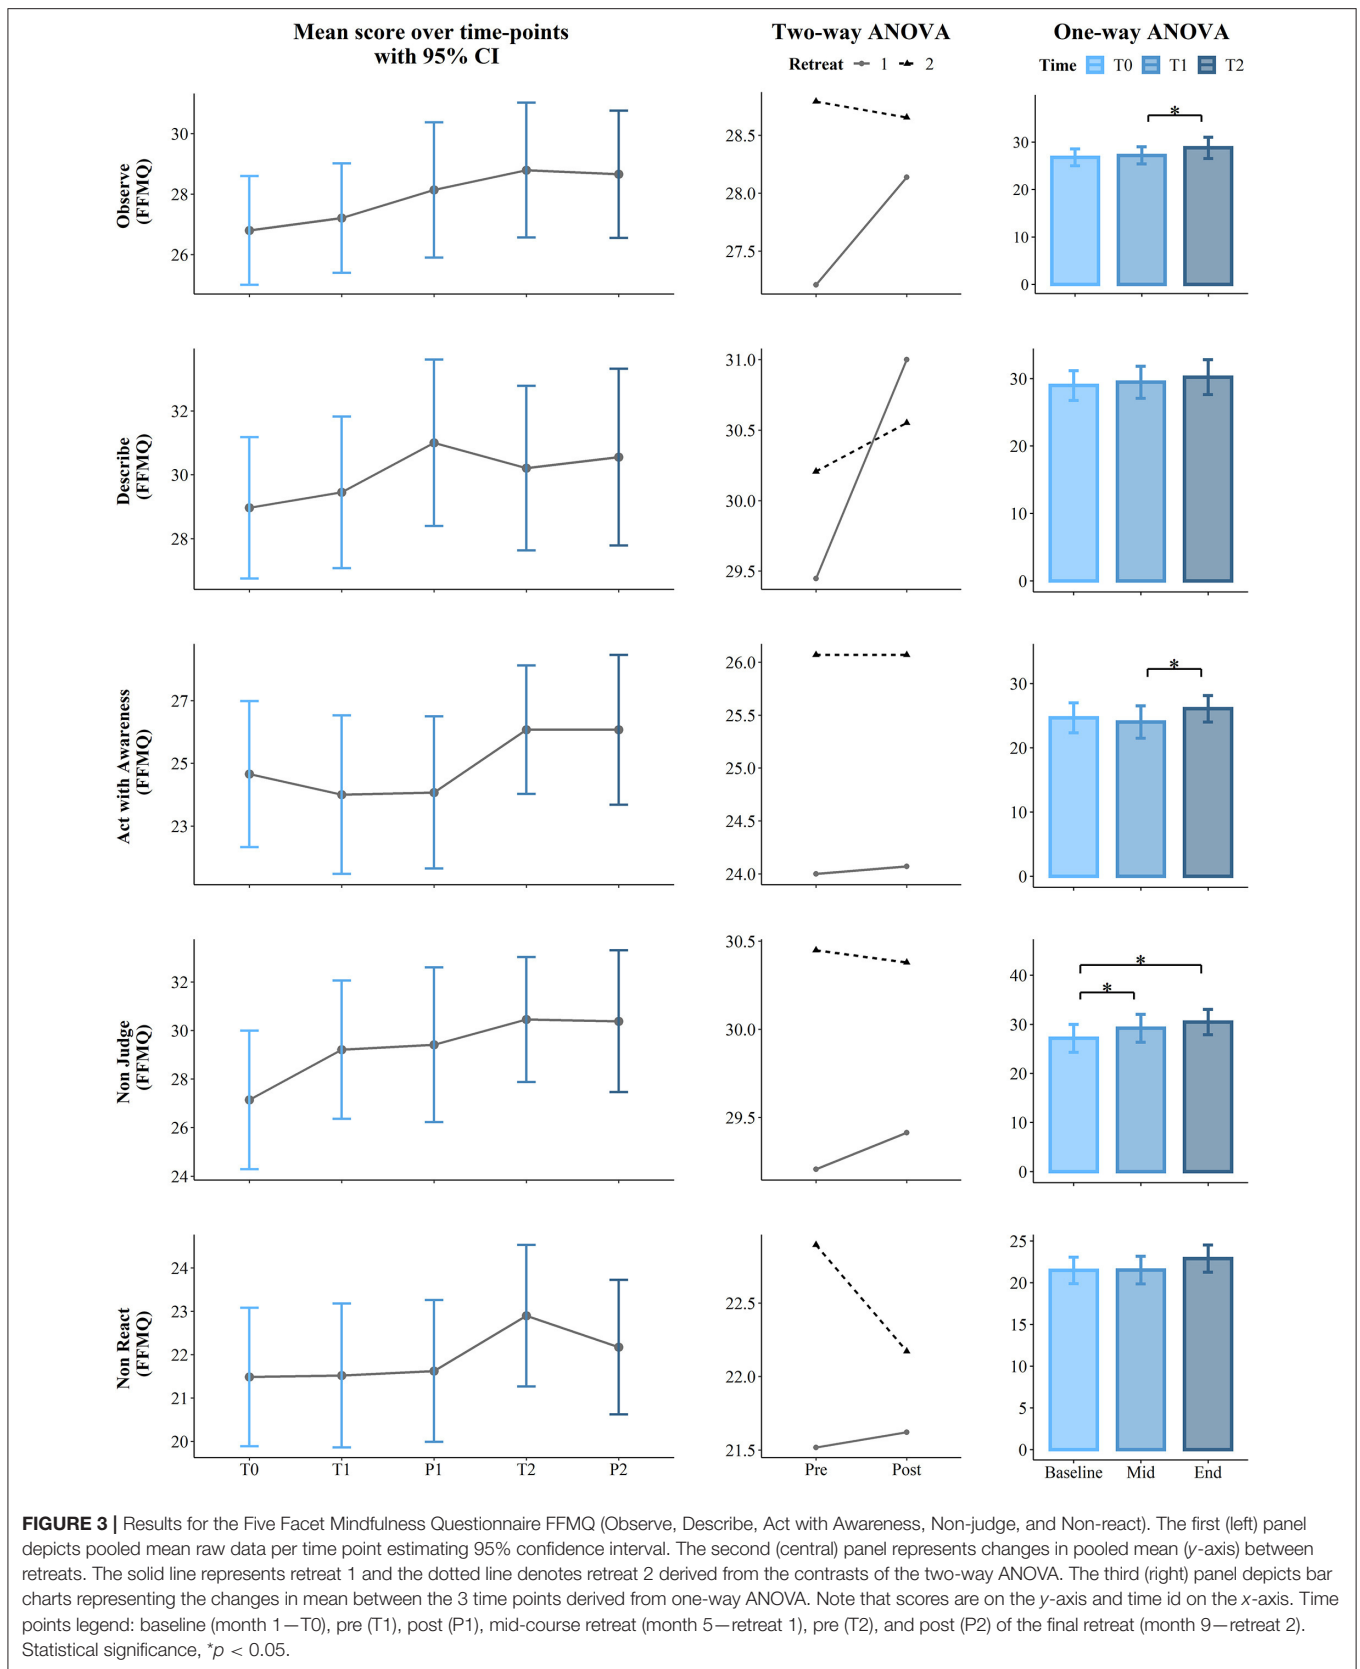 Mean score over time-points
with 95% CI
Two-way ANOVA
Retreat 1 2
One-way ANOVA
Time T0 T1 T2
Observe
(FFMQ)
30
28
26
28.5
28.0
27.5
*
30
20
10
0
Describe
(FFMQ)
32
30
28
31.0
30.5
30.0
29.5
30
20
10
0
Act with Awareness
(FFMQ)
27
25
23
26.0
25.5
25.0
24.5
24.0
*
30
20
10
0
Non Judge
(FFMQ)
32
30
28
26
24
30.5
30.0
29.5
*
*
40
30
20
10
0
Non React
(FFMQ)
24
23
22
21
20
T0 T1 P1 T2 P2
22.5
22.0
21.5
Pre Post
25
20
15
10
5
0
Baseline Mid End
FIGURE 3 | Results for the Five Facet Mindfulness Questionnaire FFMQ (Observe, Describe, Act with Awareness, Non-judge, and Non-react). The first (left) panel
depicts pooled mean raw data per time point estimating 95% confidence interval. The second (central) panel represents changes in pooled mean (y-axis) between
retreats. The solid line represents retreat 1 and the dotted line denotes retreat 2 derived from the contrasts of the two-way ANOVA. The third (right) panel depicts bar
charts representing the changes in mean between the 3 time points derived from one-way ANOVA. Note that scores are on the y-axis and time id on the x-axis. Time
points legend: baseline (month 1—T0), pre (T1), post (P1), mid-course retreat (month 5—retreat 1), pre (T2), and post (P2) of the final retreat (month 9—retreat 2).
Statistical significance, *p < 0.05.